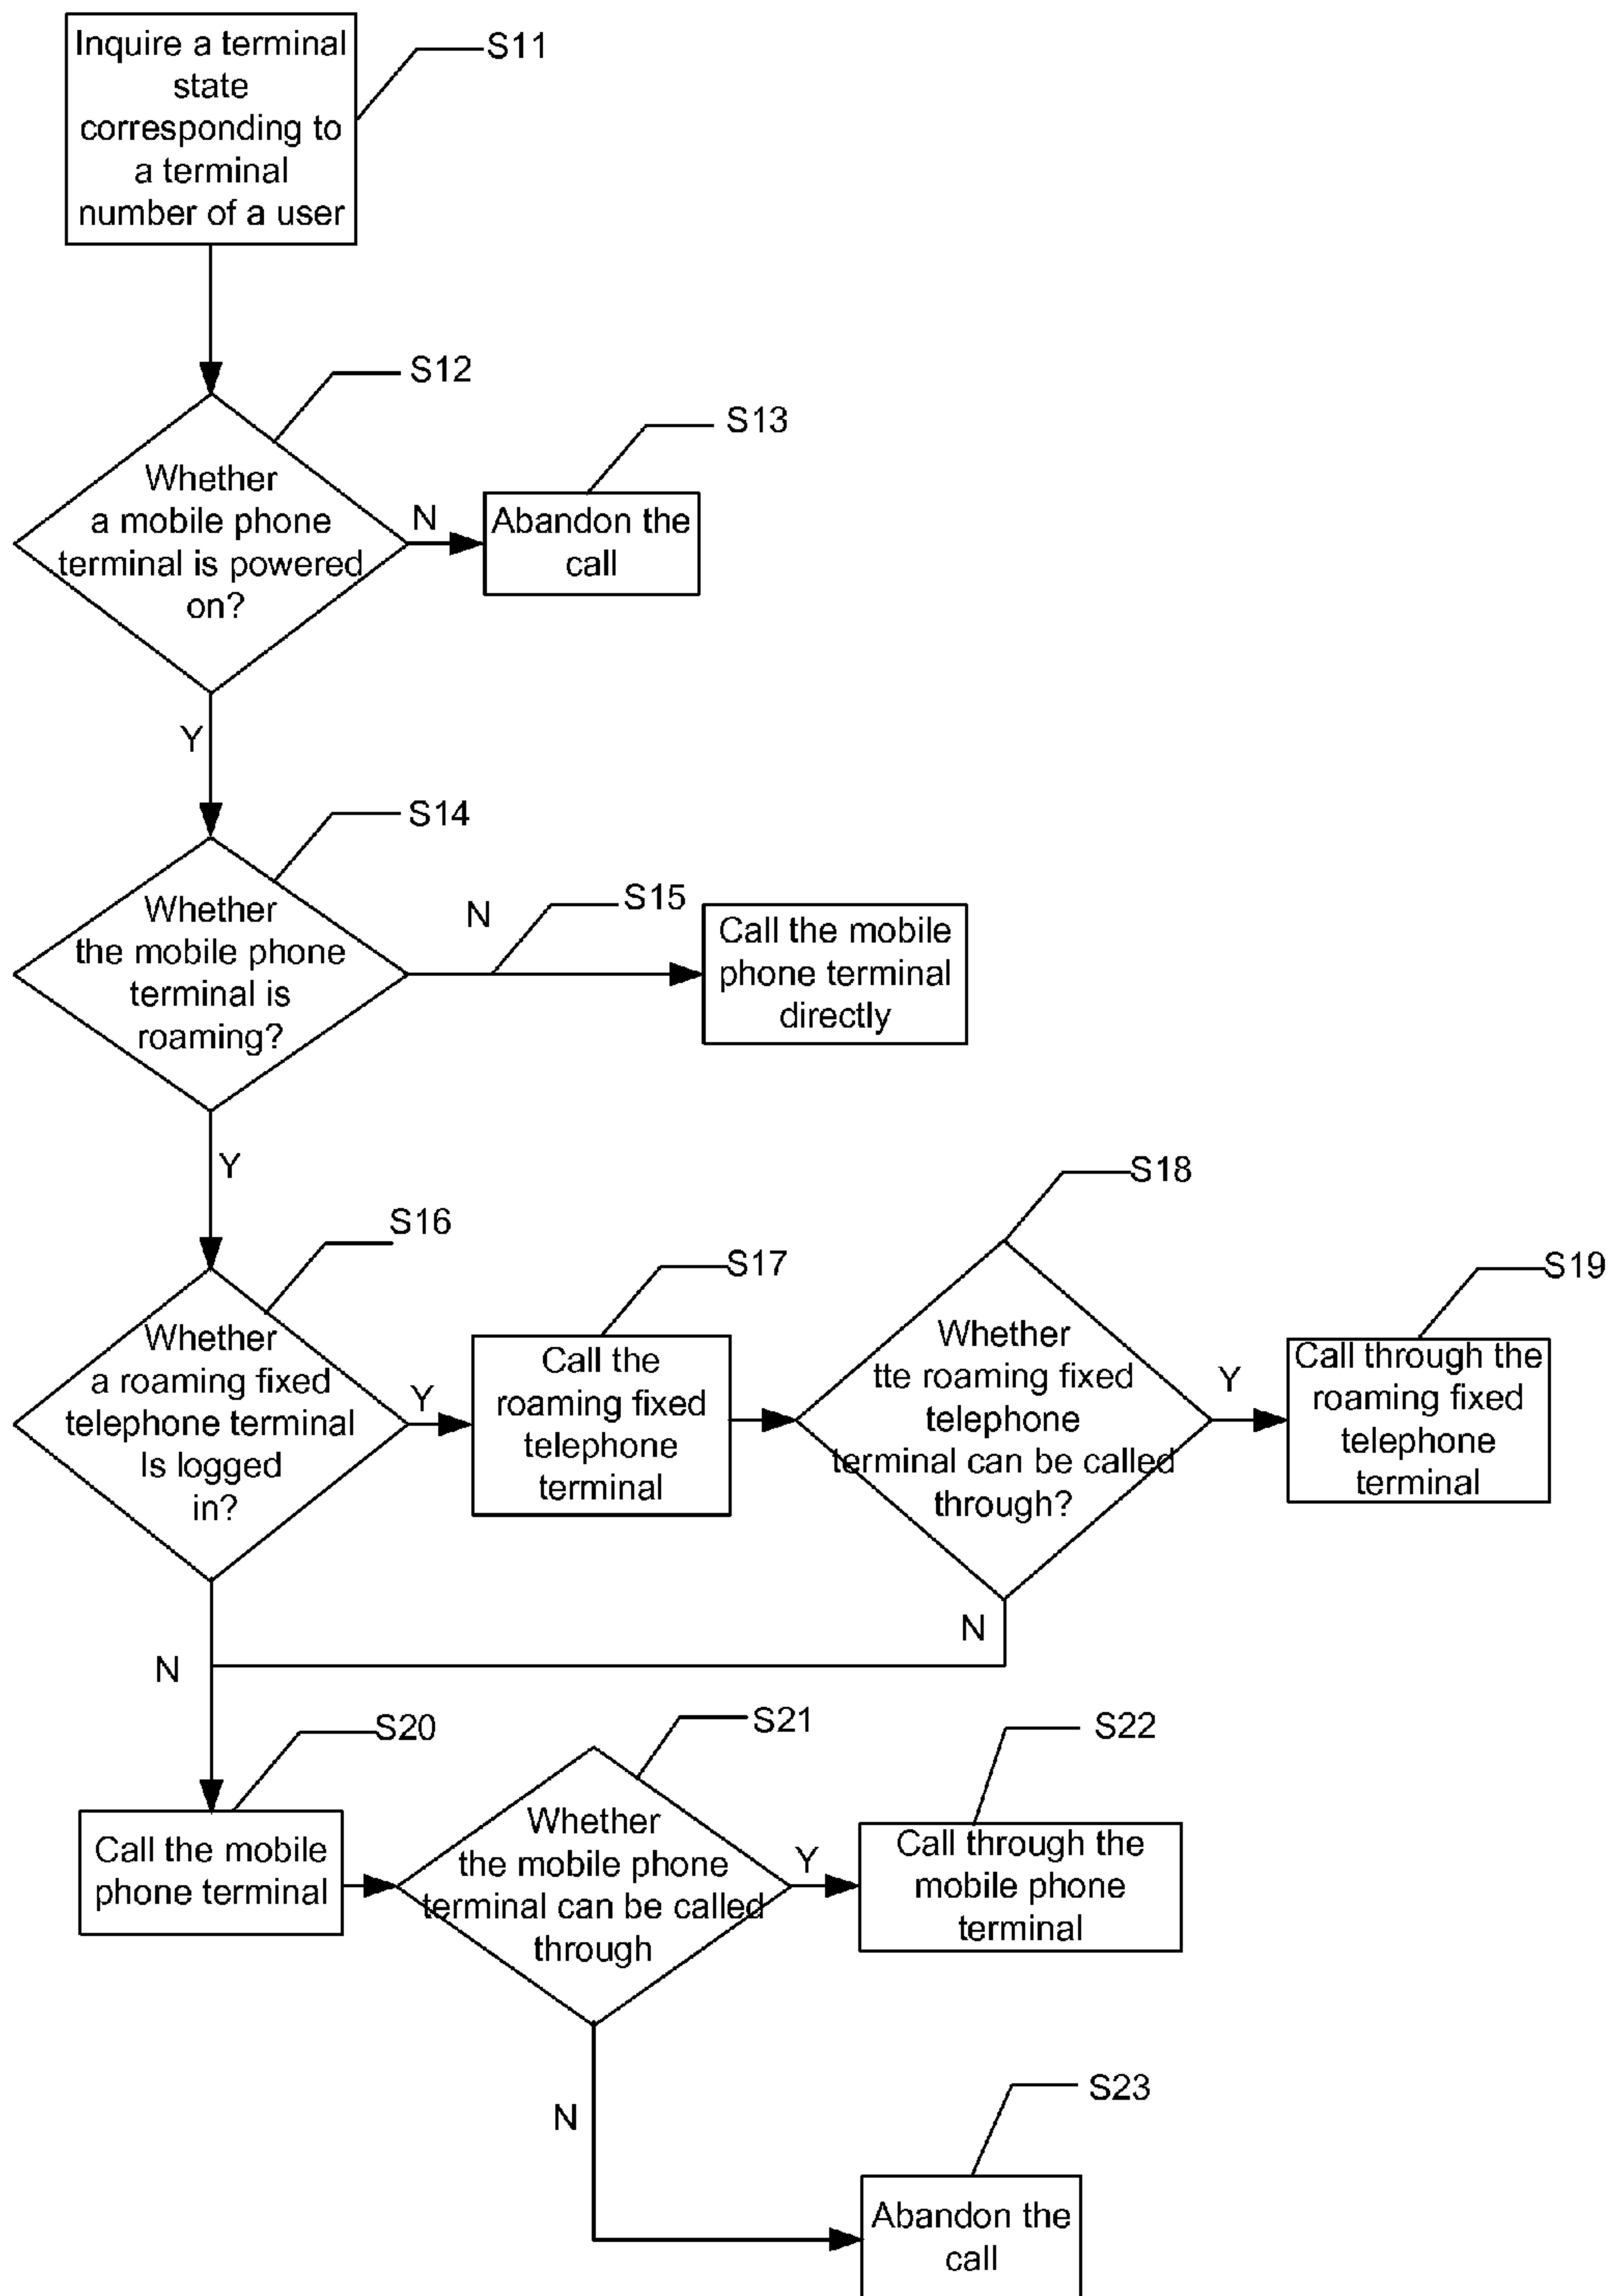 Inquire a terminal
state
corresponding to
a terminal
number of a user
S11
S12
Whether
a mobile phone
terminal is powered
on?
N
S13
Abandon the
call
Y
S14
Whether
the mobile phone
terminal is
roaming?
N
S15
Call the mobile
phone terminal
directly
Y
S16
Whether
a roaming fixed
telephone terminal
Is logged
in?
Y
S17
Call the
roaming fixed
telephone
terminal
S18
Whether
tte roaming fixed
telephone
terminal can be called
through?
Y
S19
Call through the
roaming fixed
telephone
terminal
N
N
S20
Call the mobile
phone terminal
S21
Whether
the mobile phone
terminal can be called
through
Y
S22
Call through the
mobile phone
terminal
N
S23
Abandon the
call